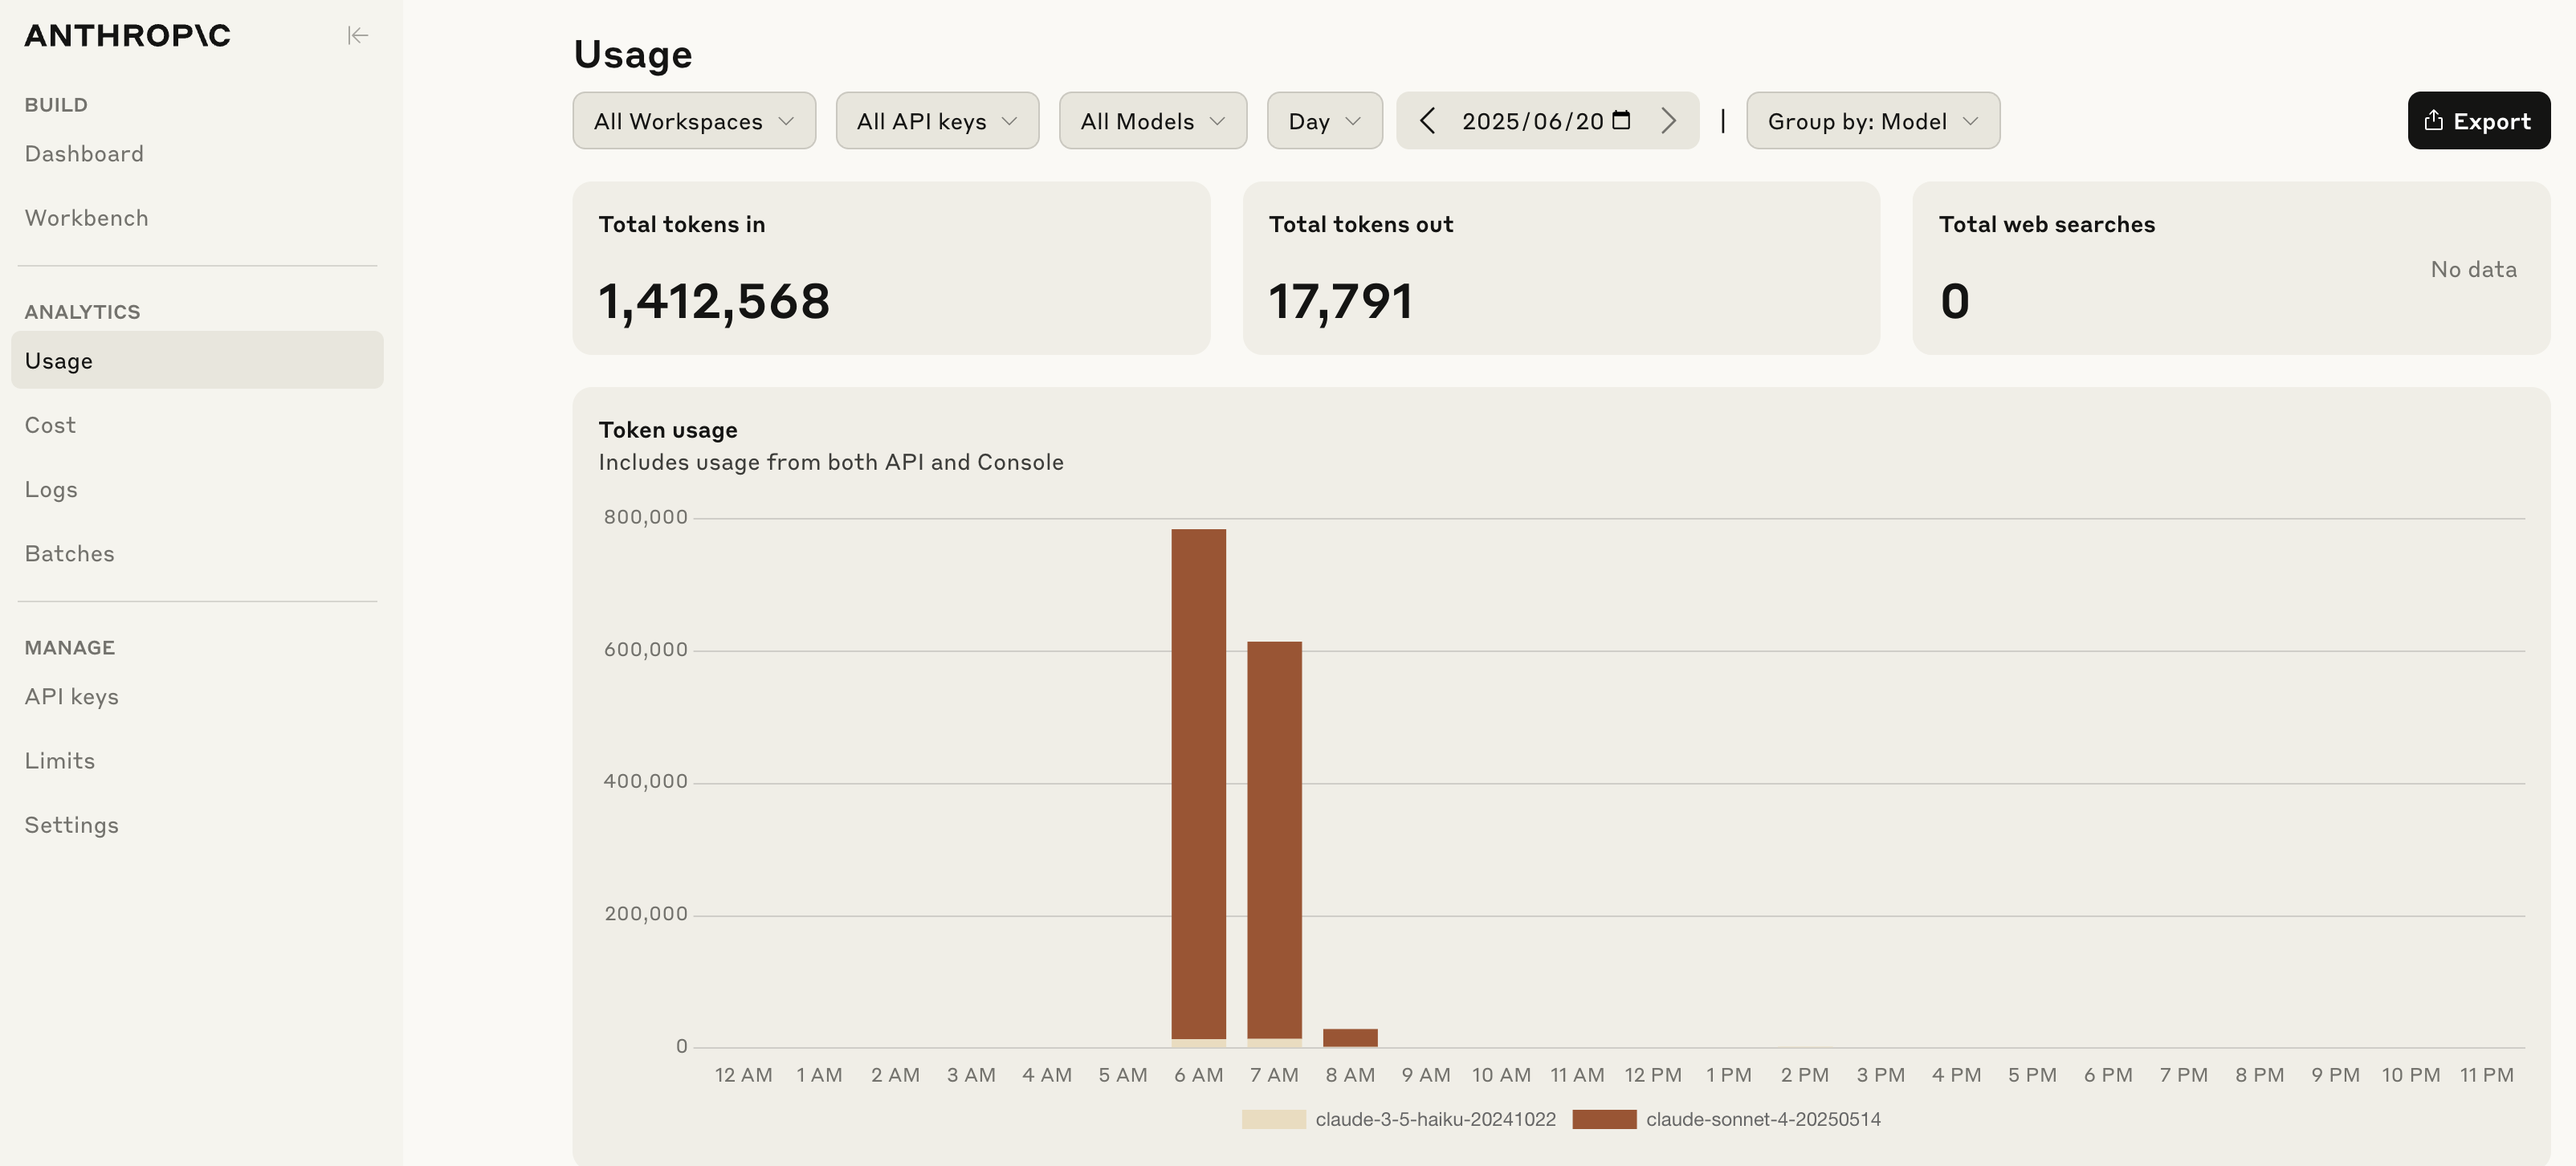 ANTHROP\C
BUILD
Dashboard
Workbench
ANALYTICS
Usage
Cost
Logs
Batches
MANAGE
API keys
Limits
Settings
Usage
All Workspaces
All API keys
All Models
Day
2025/06/20
|
Group by: Model
Export
Total tokens in
1,412,568
Total tokens out
17,791
Total web searches
0
No data
Token usage
Includes usage from both API and Console
800,000
600,000
400,000
200,000
0
12 AM 1 AM 2 AM 3 AM 4 AM 5 AM 6 AM 7 AM 8 AM 9 AM 10 AM 11 AM 12 PM 1 PM 2 PM 3 PM 4 PM 5 PM 6 PM 7 PM 8 PM 9 PM 10 PM 11 PM
claude-3-5-haiku-20241022 claude-sonnet-4-20250514